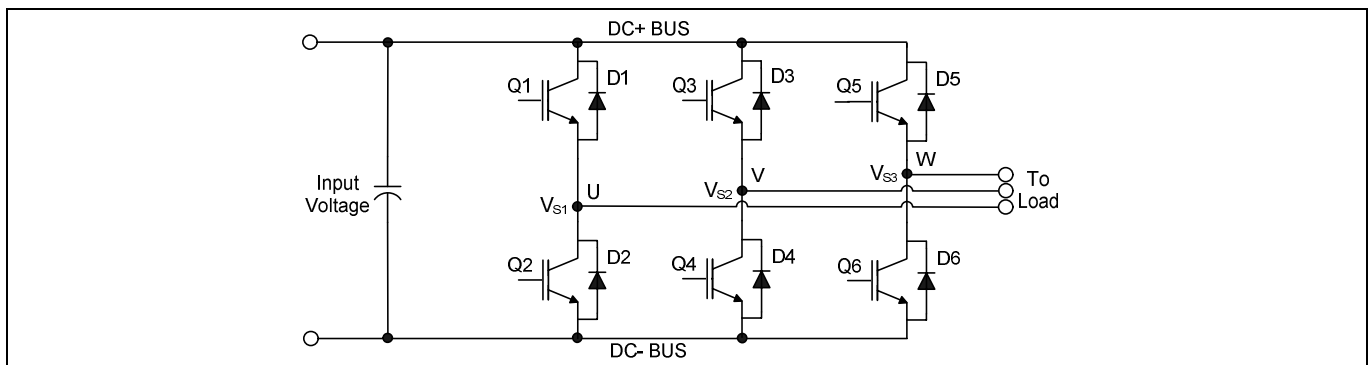 DC+ BUS
Q1
D1
Q3
D3
Q5
D5
Input
Voltage
VS1
U
VS2
V
VS3
W
To
Load
Q2
D2
Q4
D4
Q6
D6
DC- BUS